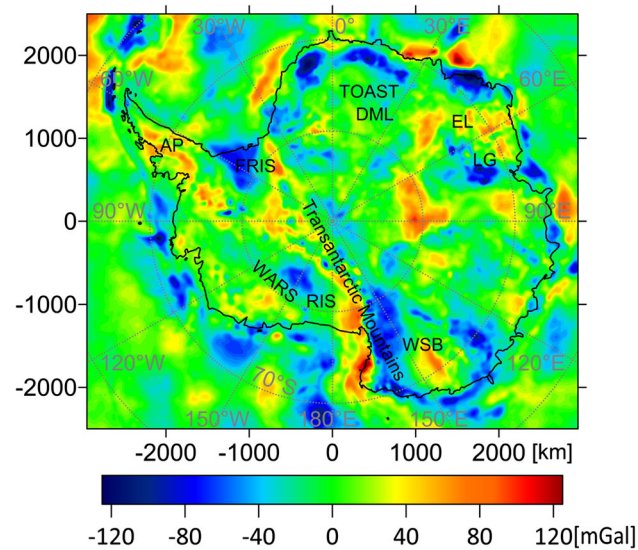 30°W 0° 30°E
2000
60°W 60°E
TOAST
DML
1000
EL
AP
FRIS
LG
0
90°W 90°E
Transantarctic Mountains
WARS
RIS
-1000
WSB
120°W 120°E
-2000
70°S
150°W 180°E 150°E
-2000 -1000 0 1000 2000 [km]
-120 -80 -40 0 40 80 120[mGal]